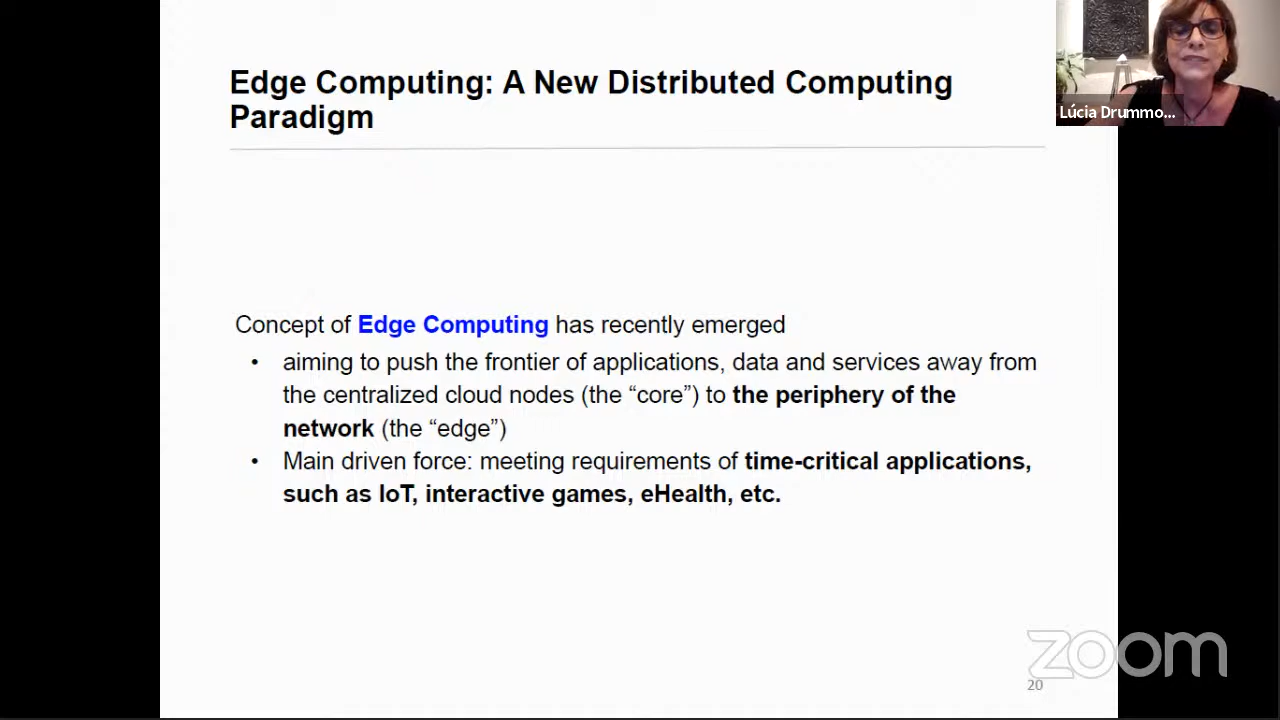 Edge Computing: A New Distributed Computing
Paradigm
Lúcia Drummo...
Concept of Edge Computing has recently emerged
• aiming to push the frontier of applications, data and services away from
the centralized cloud nodes (the “core”) to the periphery of the
network (the “edge”)
• Main driven force: meeting requirements of time-critical applications,
such as IoT, interactive games, eHealth, etc.
zoom
20